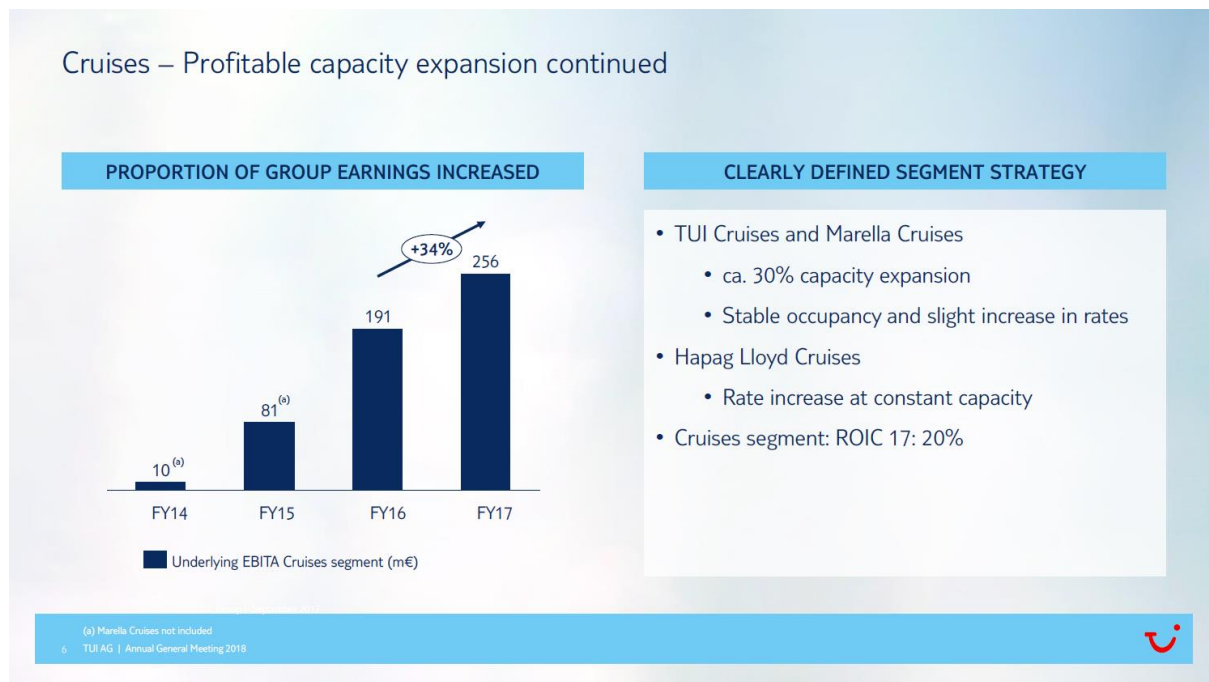 Cruises – Profitable capacity expansion continued
PROPORTION OF GROUP EARNINGS INCREASED
+34%
256
191
81(a)
10(a)
FY14 FY15 FY16 FY17
Underlying EBITA Cruises segment (m€)
CLEARLY DEFINED SEGMENT STRATEGY
• TUI Cruises and Marella Cruises
• ca. 30% capacity expansion
• Stable occupancy and slight increase in rates
• Hapag Lloyd Cruises
• Rate increase at constant capacity
• Cruises segment: ROIC 17: 20%
(a) Marella Cruises not included
6 TUI AG | Annual General Meeting 2018